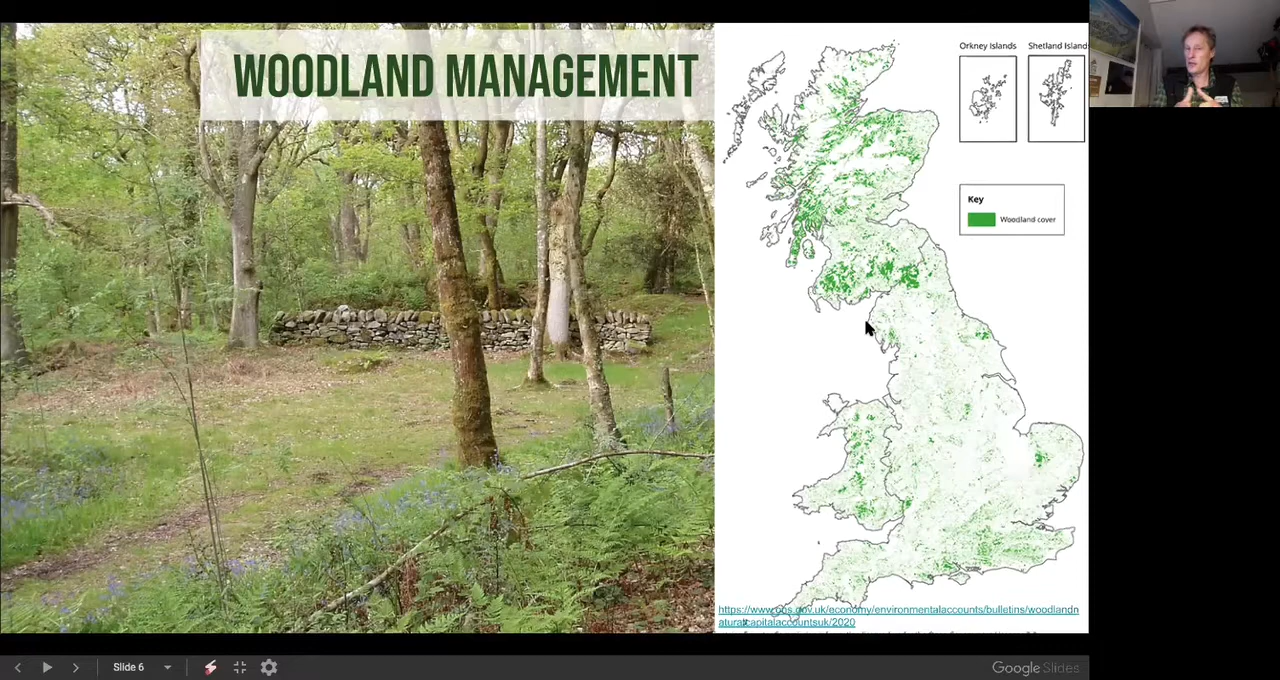 WOODLAND MANAGEMENT
Orkney Islands
Shetland Islands
Key
Woodland cover
https://www.ons.gov.uk/economy/environmentalaccounts/bulletins/woodlandn
aturalcapitalaccountsuk/2020
Slide 6
Google Slides